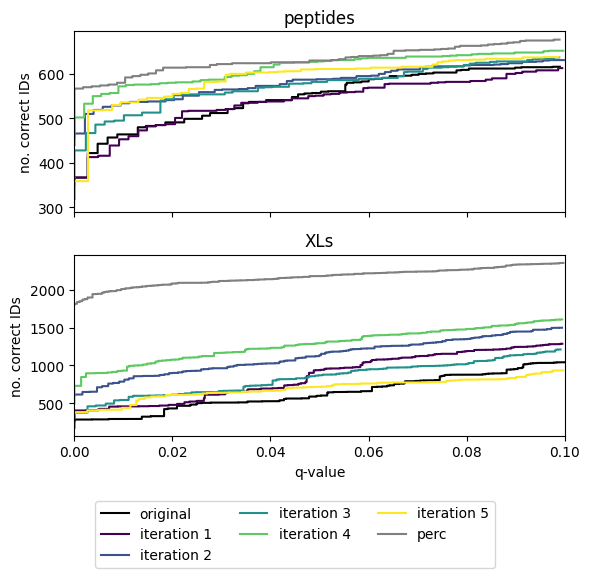 peptides
no. correct IDs
600
500
400
300
XLs
no. correct IDs
2000
1500
1000
500
0.00 0.02 0.04 0.06 0.08 0.10
q-value
original iteration 3 iteration 5
iteration 1 iteration 4 perc
iteration 2